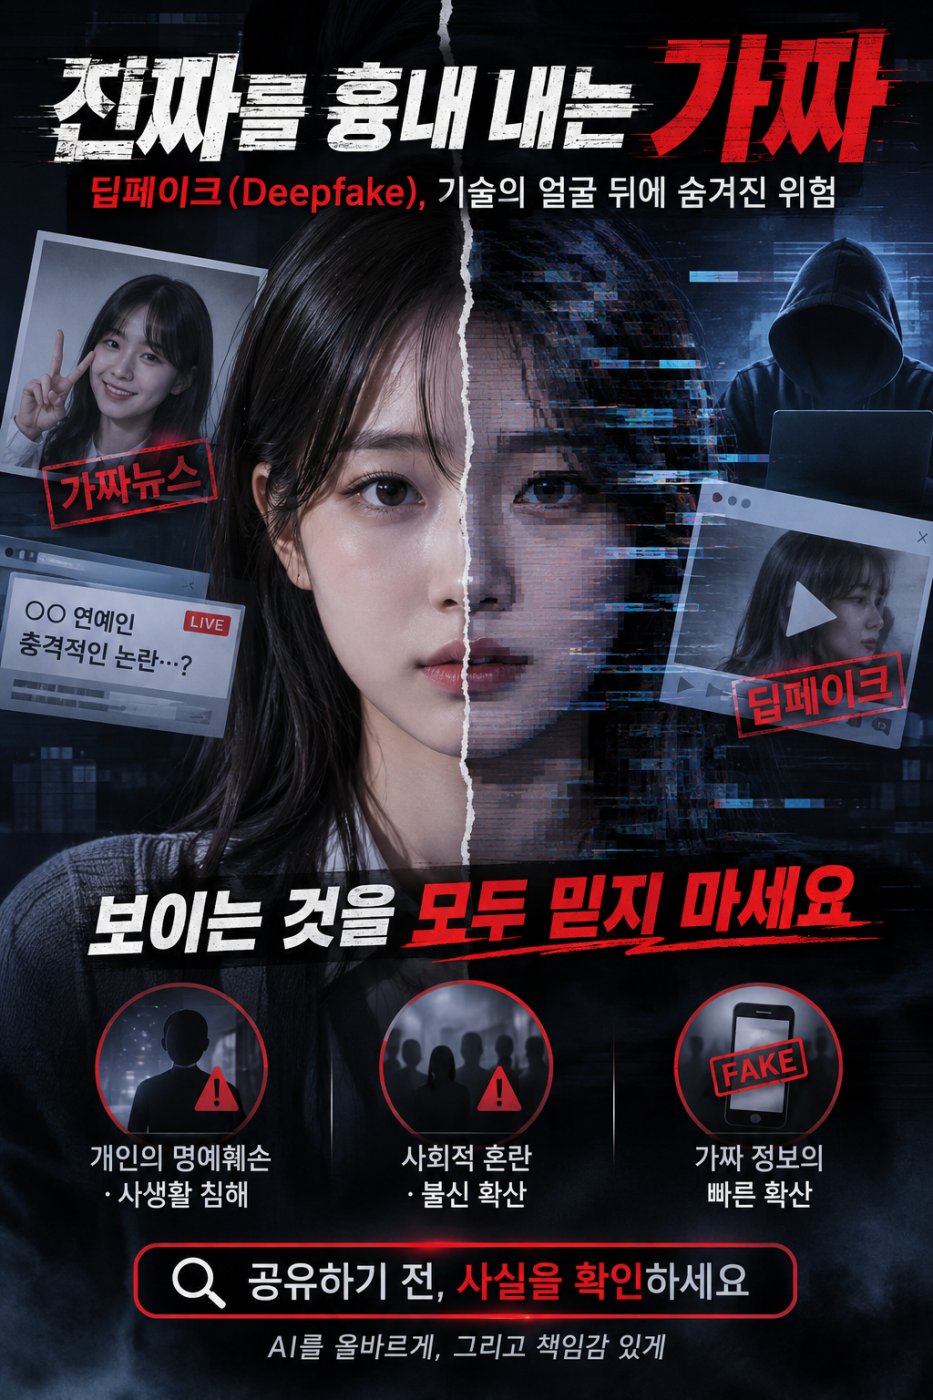 진짜를 흉내 내는 가짜
딥페이크(Deepfake), 기술의 얼굴 뒤에 숨겨진 위험
가짜뉴스
○○ 연예인
LIVE
충격적인 논란…?
딥페이크
보이는 것을 모두 믿지 마세요
FAKE
개인의 명예훼손
· 사생활 침해
사회적 혼란
· 불신 확산
가짜 정보의
빠른 확산
공유하기 전, 사실을 확인하세요
AI를 올바르게, 그리고 책임감 있게